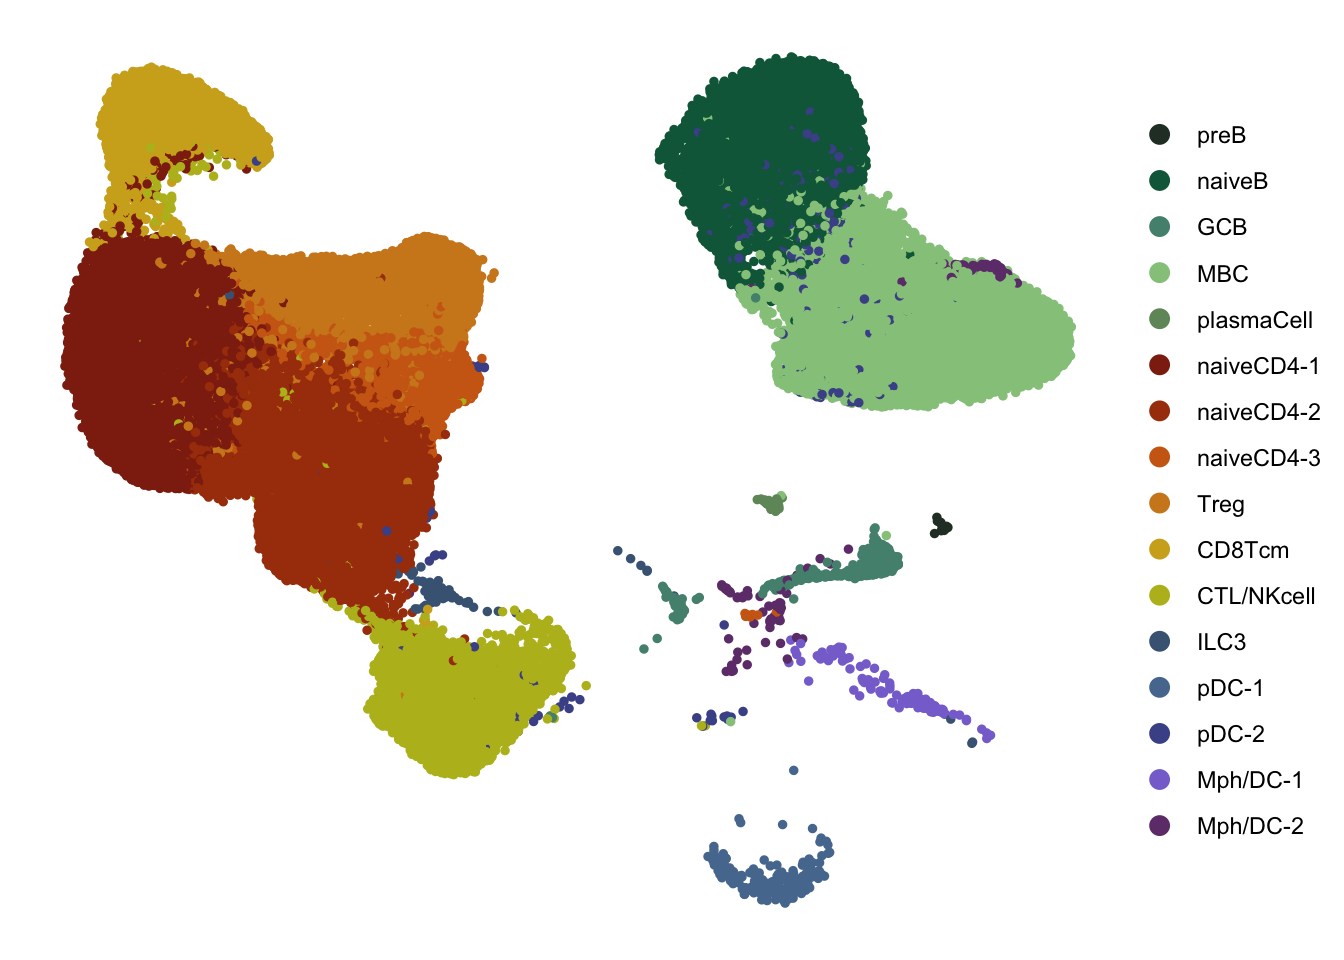 preB
naiveB
GCB
MBC
plasmaCell
naiveCD4-1
naiveCD4-2
naiveCD4-3
Treg
CD8Tcm
CTL/NKcell
ILC3
pDC-1
pDC-2
Mph/DC-1
Mph/DC-2